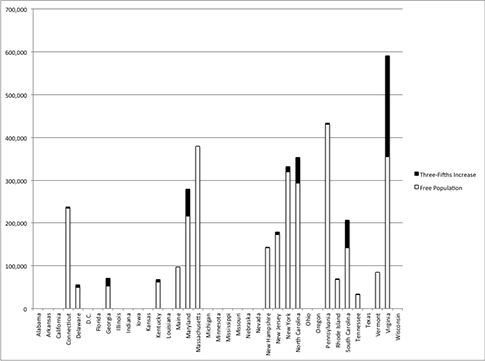 700,000
600,000
500,000
400,000
300,000
200,000
100,000
0
Three-Fifths Increase
Free Population
Alabama
Arkansas
California
Connecticut
Delaware
D.C.
Florida
Georgia
Illinois
Indiana
Iowa
Kansas
Kentucky
Louisiana
Maine
Maryland
Massachusetts
Michigan
Minnesota
Mississippi
Missouri
Nebraska
Nevada
New Hampshire
New Jersey
New York
North Carolina
Ohio
Oregon
Pennsylvania
Rhode Island
South Carolina
Tennessee
Texas
Vermont
Virginia
Wisconsin